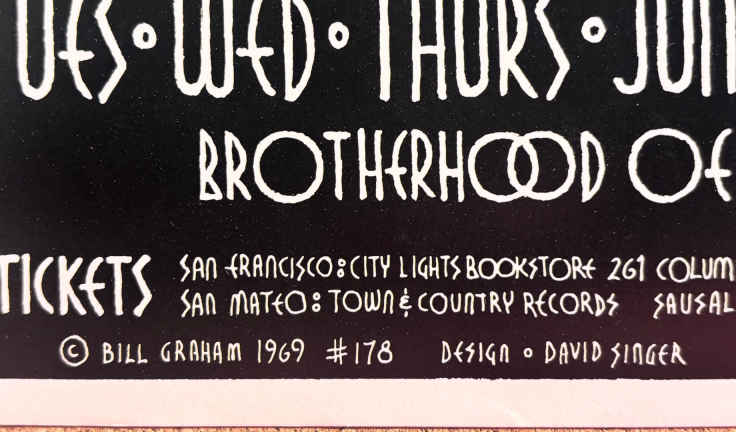 UES • WED • THURS • JUN
BROTHERHOOD OF
TICKETS SAN FRANCISCO: CITY LIGHTS BOOKSTORE 261 COLUM
SAN MATEO: TOWN & COUNTRY RECORDS SAUSAL
© BILL GRAHAM 1969 #178 DESIGN • DAVID SINGER